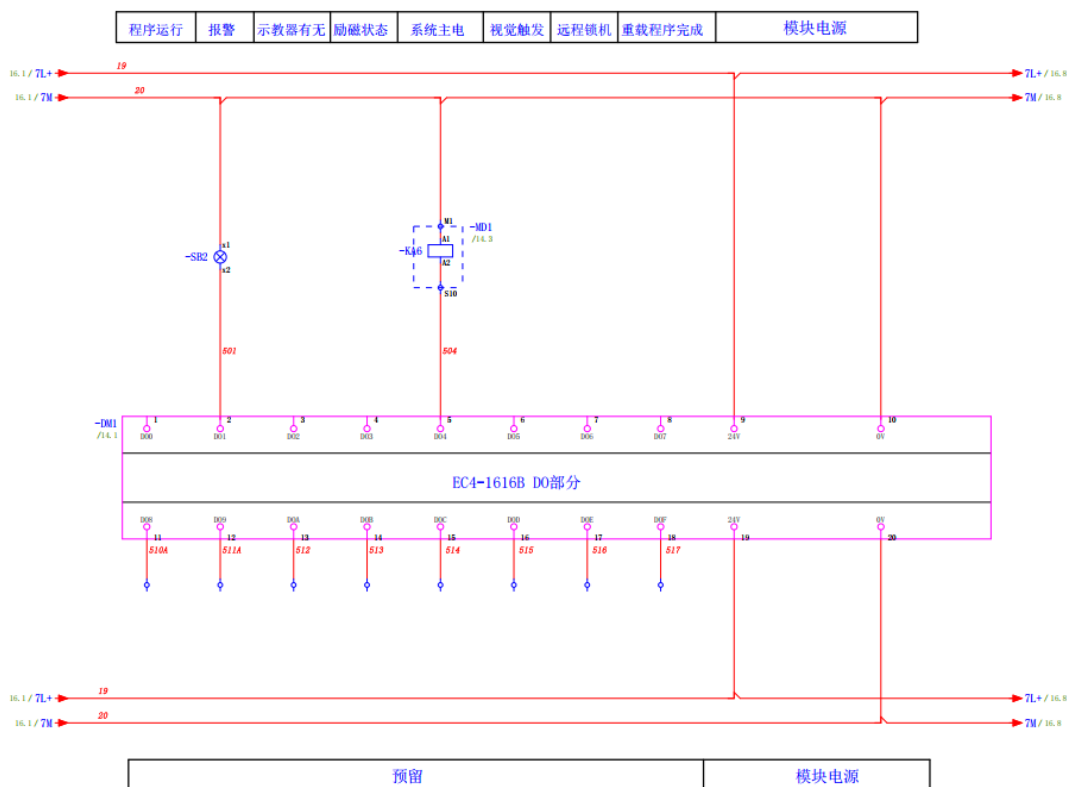 程序运行 报警 示教器有无 励磁状态 系统主电 视觉触发 远程锁机 重载程序完成 模块电源
19
16.1 / 7L+ 7L+ / 16.8
20
16.1 / 7M 7M / 16.8
M1
-MD1
/14.3
A1
-KA6
A2
S10
x1
-SB2
x2
501 504
-DM1
/14.1
1 2 3 4 5 6 7 8 9 10
DO0 DO1 DO2 DO3 DO4 DO5 DO6 DO7 24V 0V
EC4-1616B DO部分
DO8 DO9 DOA DOB DOC DOD DOE DOF 24V 0V
11 12 13 14 15 16 17 18 19 20
510A 511A 512 513 514 515 516 517
19
16.1 / 7L+ 7L+ / 16.8
20
16.1 / 7M 7M / 16.8
预留 模块电源